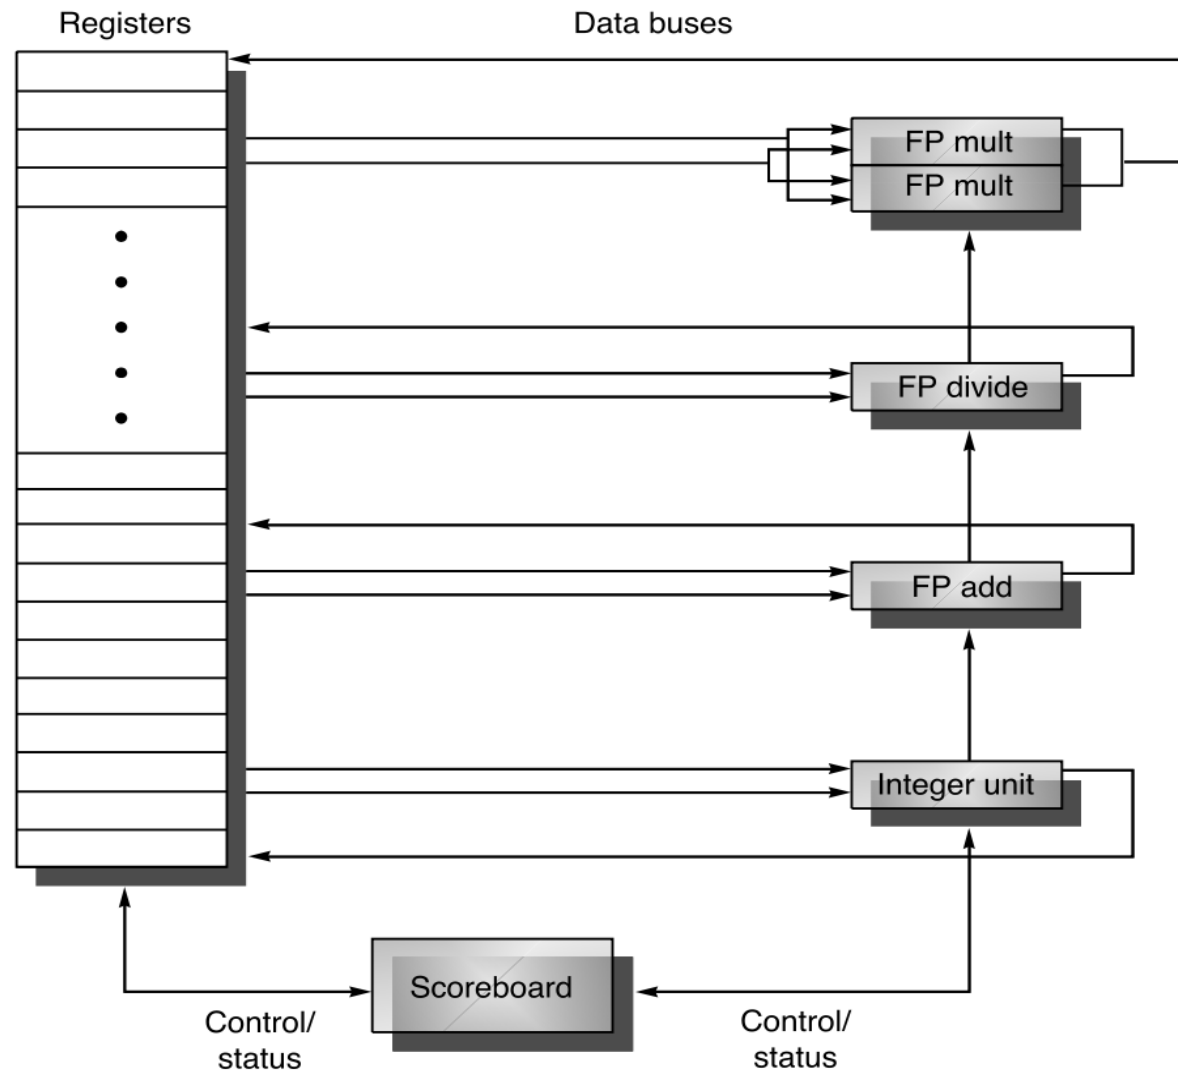 Registers
Data buses
FP mult
FP mult
FP divide
FP add
Integer unit
Scoreboard
Control/
status
Control/
status